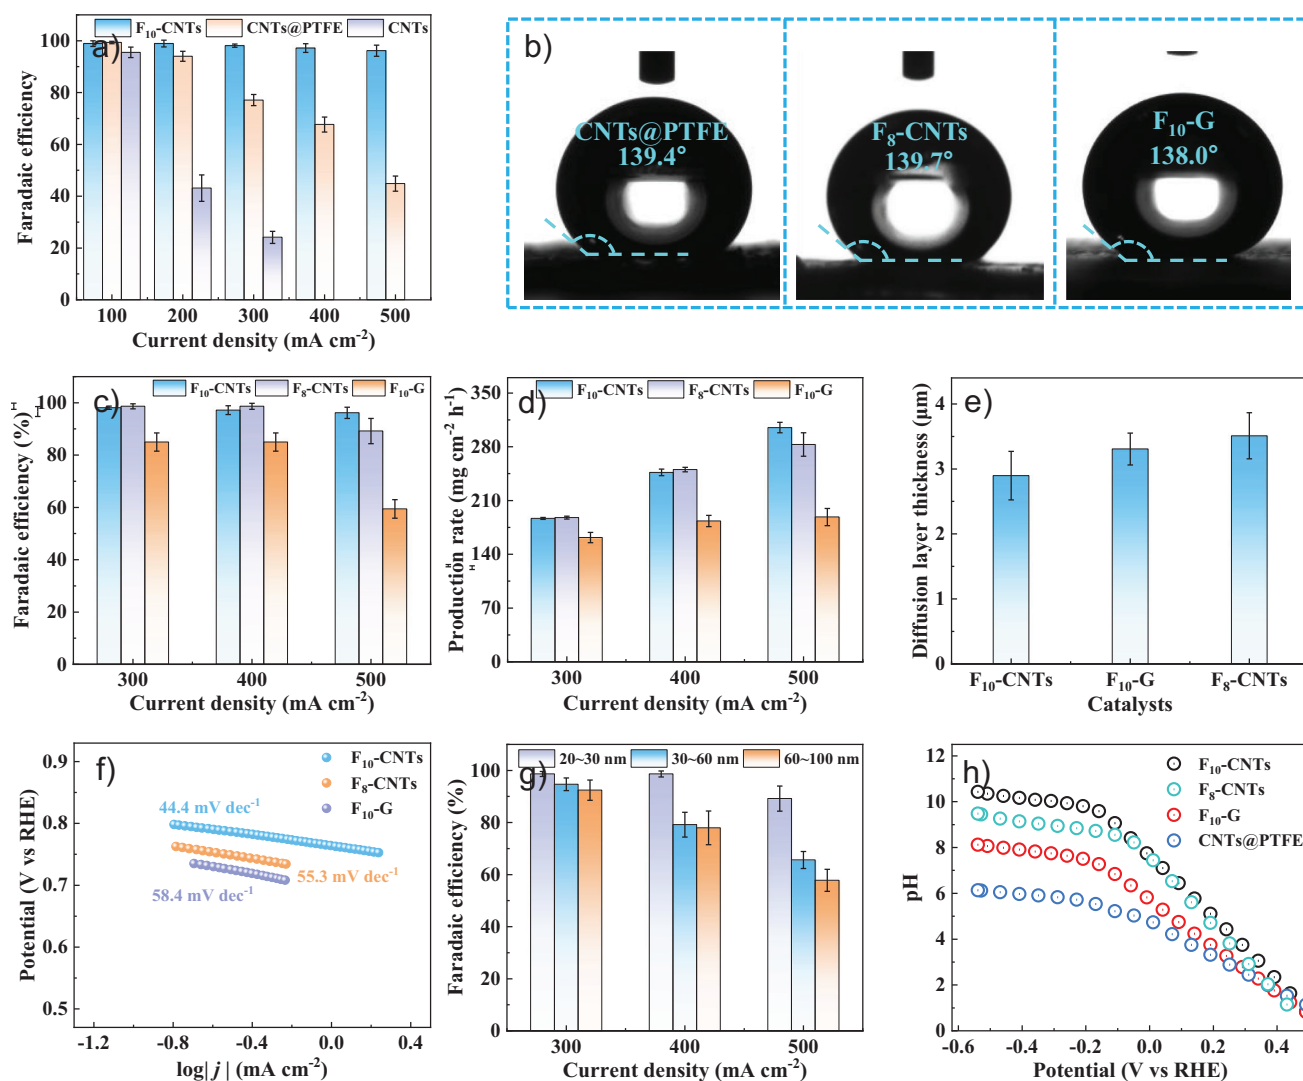 a)
F10-CNTs CNTs@PTFE CNTs
100
80
60
40
20
0
Faradaic efficiency
100 200 300 400 500
Current density (mA cm-2)
b)
CNTs@PTFE
139.4°
F8-CNTs
139.7°
F10-G
138.0°
c)
F10-CNTs F8-CNTs F10-G
100
80
60
40
20
0
Faradaic efficiency (%)
300 400 500
Current density (mA cm-2)
d)
F10-CNTs F8-CNTs F10-G
350
280
210
140
70
0
Production rate (mg cm-2 h-1)
300 400 500
Current density (mA cm-2)
e)
4
3
2
1
0
Diffusion layer thickness (μm)
F10-CNTs F10-G F8-CNTs
Catalysts
f)
F10-CNTs
F8-CNTs
F10-G
44.4 mV dec-1
55.3 mV dec-1
58.4 mV dec-1
0.9
0.8
0.7
0.6
0.5
Potential (V vs RHE)
-1.2 -0.8 -0.4 0.0 0.4
log|j| (mA cm-2)
g)
20~30 nm 30~60 nm 60~100 nm
100
80
60
40
20
0
Faradaic efficiency (%)
300 400 500
Current density (mA cm-2)
h)
F10-CNTs
F8-CNTs
F10-G
CNTs@PTFE
12
10
8
6
4
2
0
pH
-0.6 -0.4 -0.2 0.0 0.2 0.4
Potential (V vs RHE)